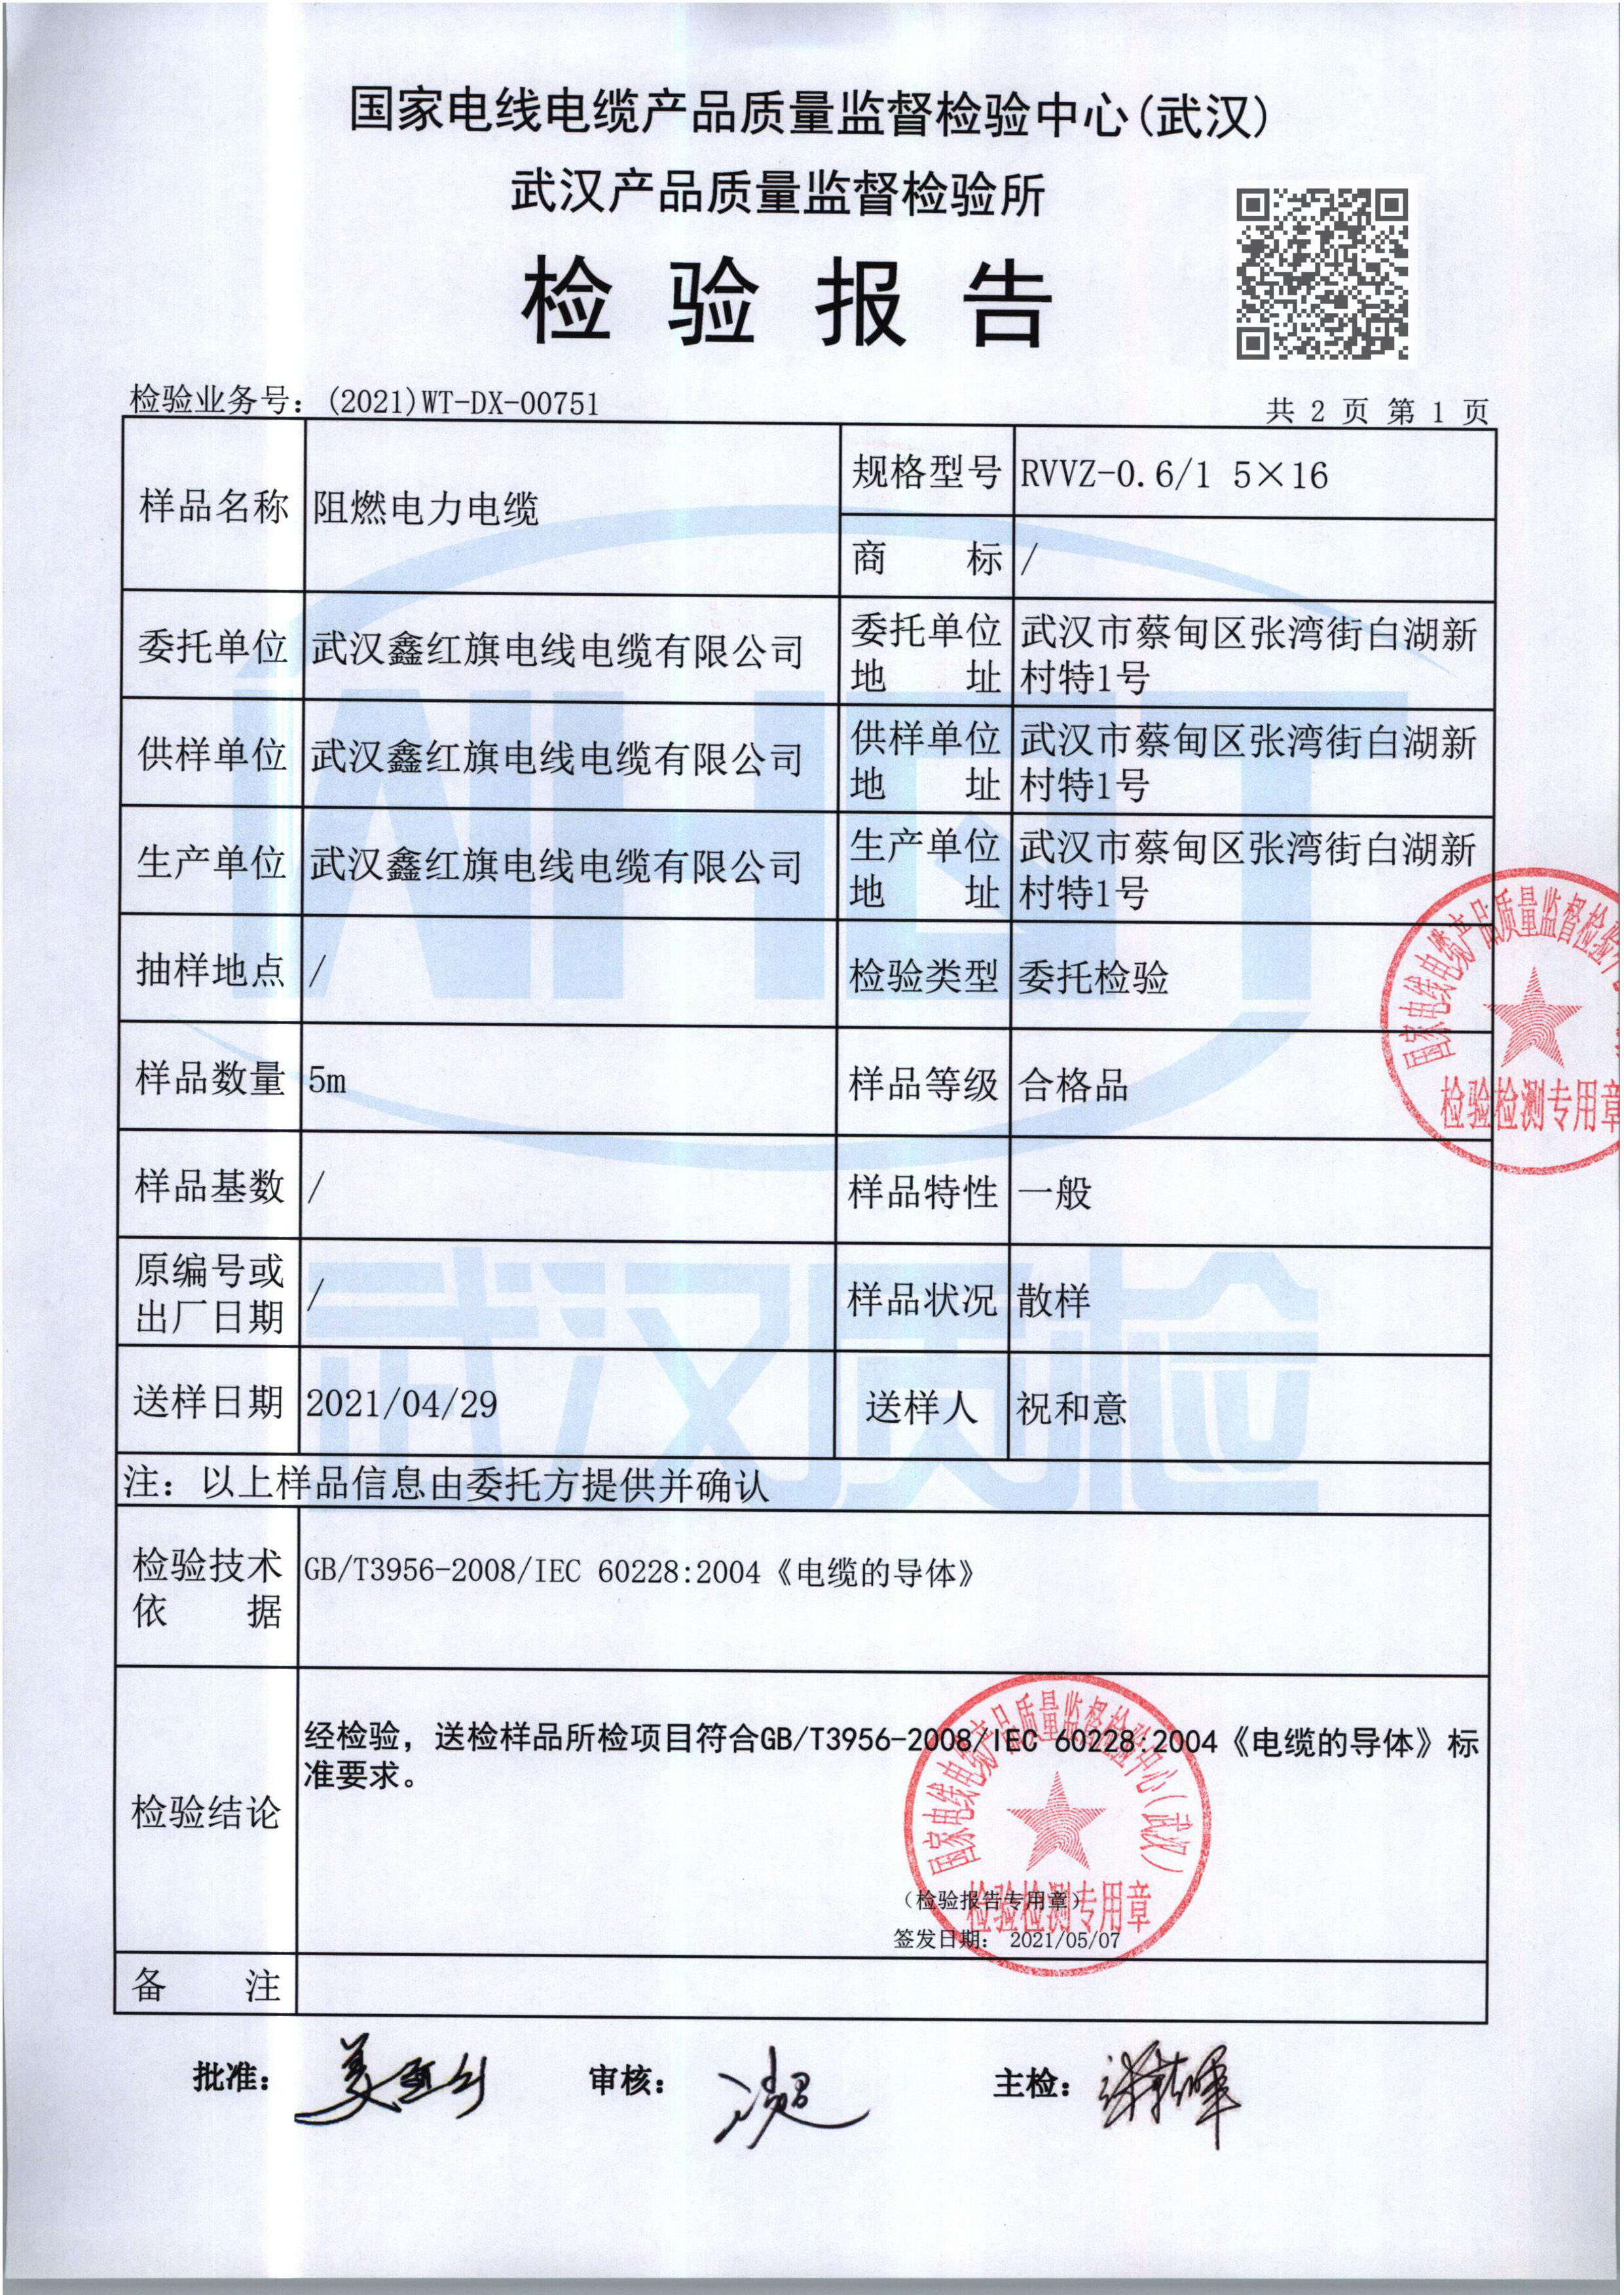 国家电线电缆产品质量监督检验中心(武汉)
武汉产品质量监督检验所
检验报告
检验业务号：(2021)WT-DX-00751
共 2 页 第 1 页
样品名称 阻燃电力电缆 规格型号 RVVZ-0.6/1 5×16
商标 /
委托单位 武汉鑫红旗电线电缆有限公司 委托单位地址 武汉市蔡甸区张湾街白湖新
村特1号
供样单位 武汉鑫红旗电线电缆有限公司 供样单位地址 武汉市蔡甸区张湾街白湖新
村特1号
生产单位 武汉鑫红旗电线电缆有限公司 生产单位地址 武汉市蔡甸区张湾街白湖新
村特1号
抽样地点 / 检验类型 委托检验
样品数量 5m 样品等级 合格品
样品基数 / 样品特性 一般
原编号或出厂日期 / 样品状况 散样
送样日期 2021/04/29 送样人 祝和意
注：以上样品信息由委托方提供并确认
检验技术依据 GB/T3956-2008/IEC 60228:2004《电缆的导体》
检验结论 经检验，送检样品所检项目符合GB/T3956-2008/IEC 60228:2004《电缆的导体》标
准要求。
国家电线电缆产品质量监督检验中心(武汉)
检验检测专用章
（检验报告专用章）
签发日期： 2021/05/07
备注
批准：
审核：
主检：
国家电线电缆产品质量监督检验
检验检测专用章
WHQT
武汉质检